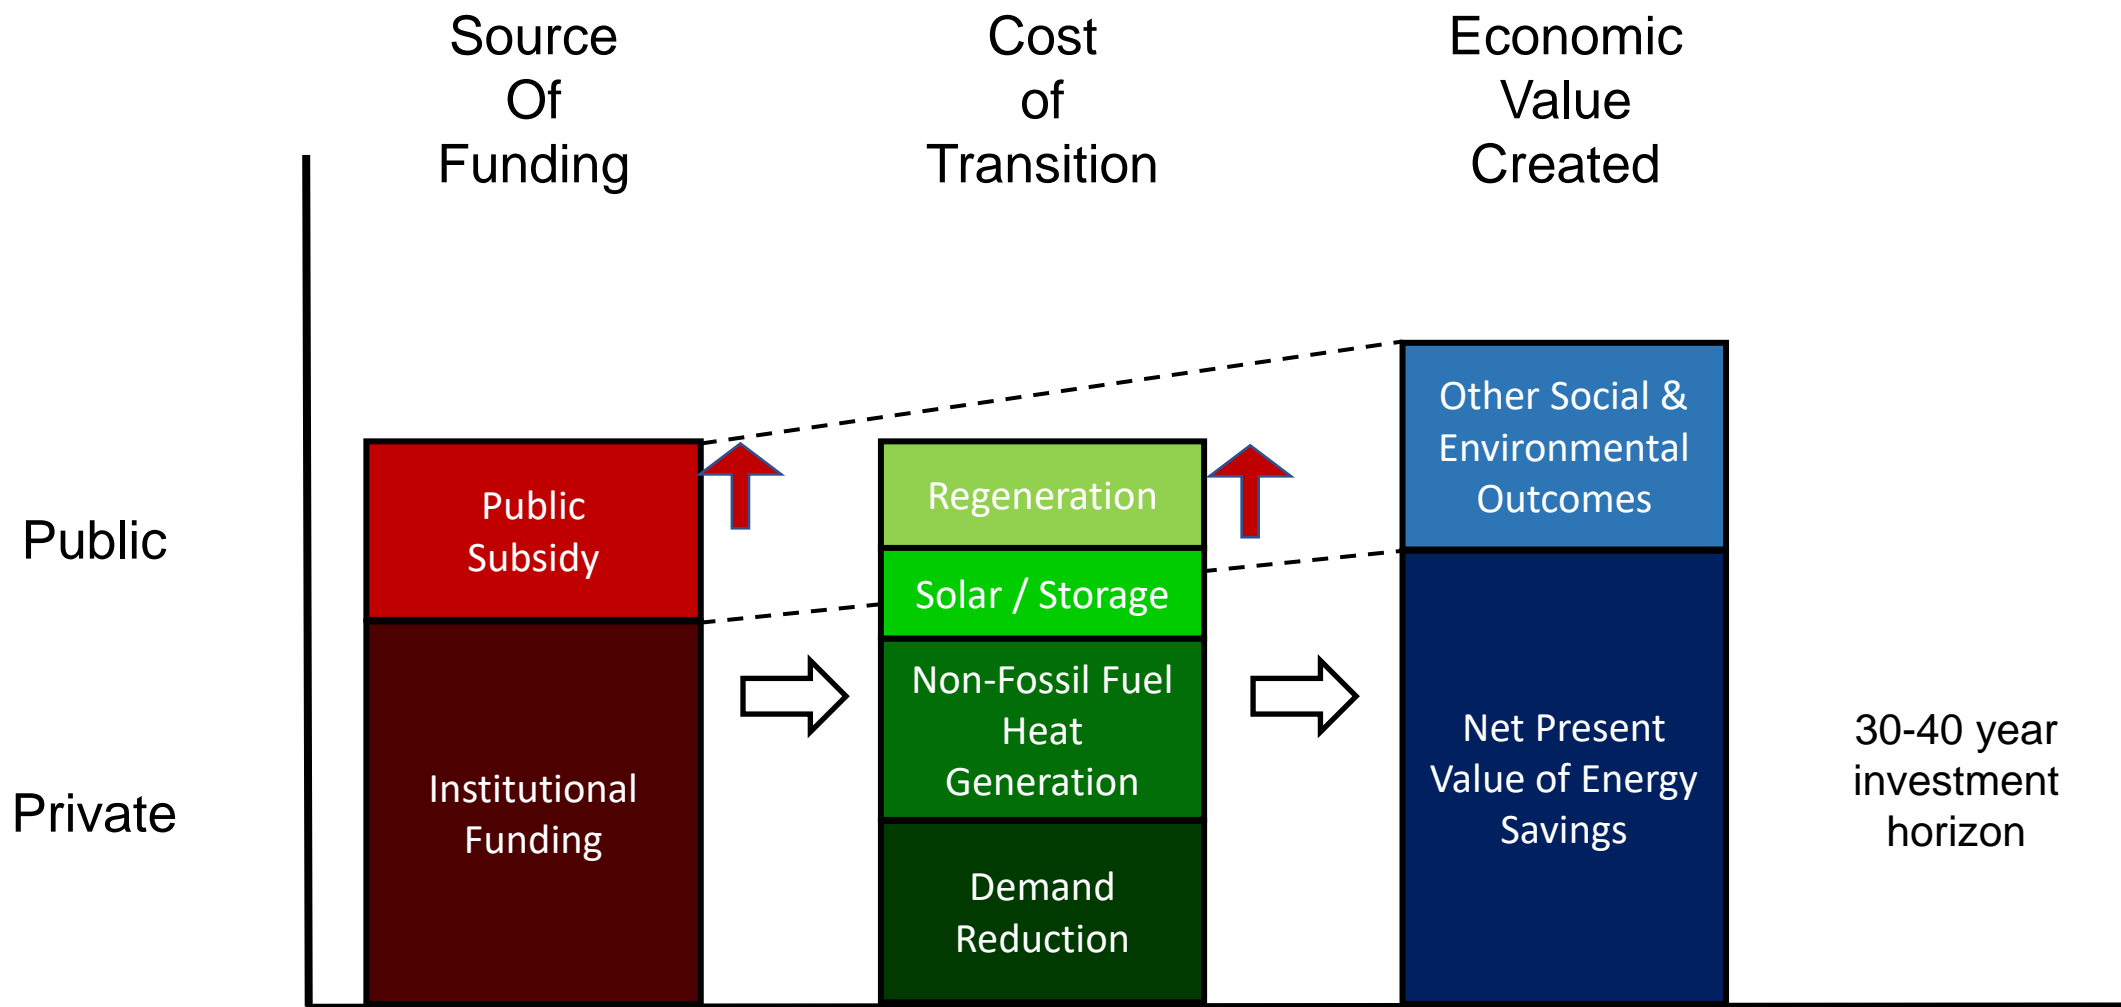 Source
Of
Funding
Cost
of
Transition
Economic
Value
Created
Public
Private
Public
Subsidy
Institutional
Funding
Regeneration
Solar / Storage
Non-Fossil Fuel
Heat
Generation
Demand
Reduction
Other Social &
Environmental
Outcomes
Net Present
Value of Energy
Savings
30-40 year
investment
horizon